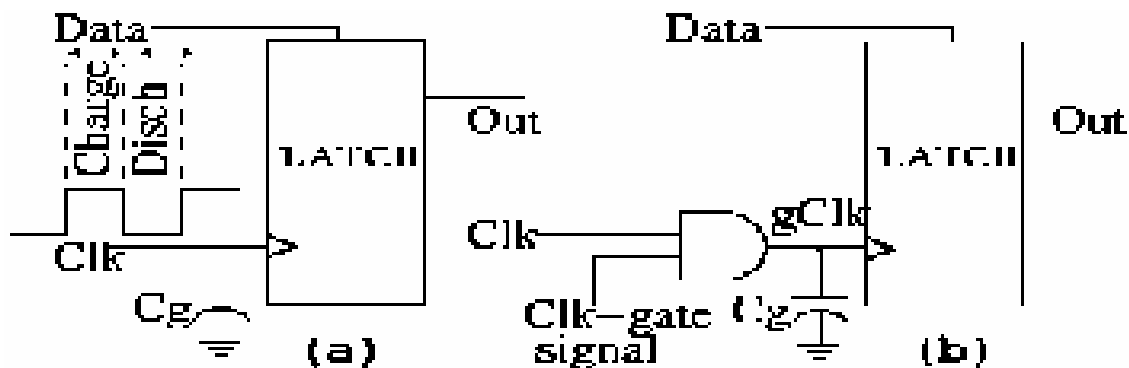 Data
Charge
Disch
LATCH
Out
Clk
Cg
(a)
Data
LATCH
Out
Clk
gClk
Clk-gate
signal
Cg
(b)